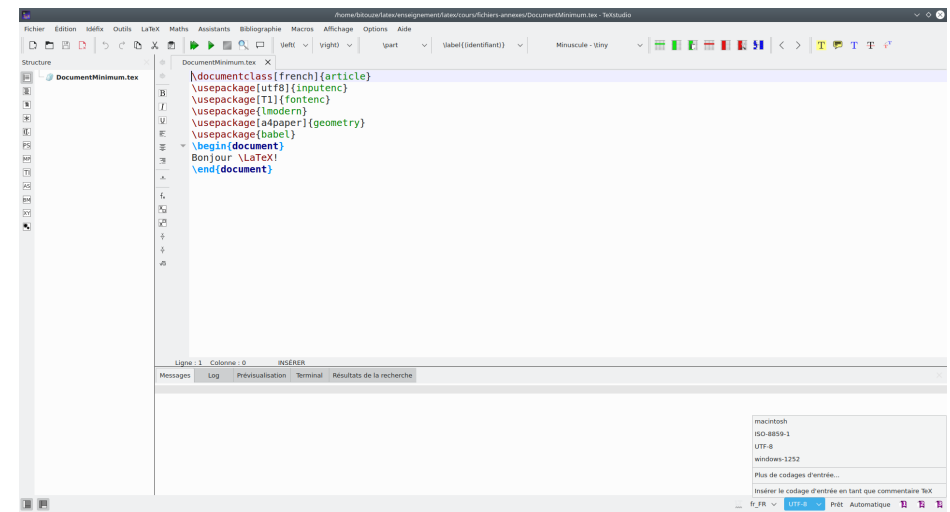 /home/bitouze/latex/enseignement/latex/cours/fichiers-annexes/DocumentMinimum.tex - TeXstudio
Fichier Edition Idéfix Outils LaTeX Maths Assistants Bibliographie Macros Affichage Options Aide
\left( \right) \part \label{(identifiant)} Minuscule - \tiny
Structure
DocumentMinimum.tex
DocumentMinimum.tex
\documentclass[french]{article}
\usepackage[utf8]{inputenc}
\usepackage[T1]{fontenc}
\usepackage{lmodern}
\usepackage[a4paper]{geometry}
\usepackage{babel}
\begin{document}
Bonjour \LaTeX!
\end{document}
Ligne : 1 Colonne : 0 INSÉRER
Messages Log Prévisualisation Terminal Résultats de la recherche
macintosh
ISO-8859-1
UTF-8
windows-1252
Plus de codages d'entrée...
Insérer le codage d'entrée en tant que commentaire TeX
fr_FR UTF-8 Prêt Automatique